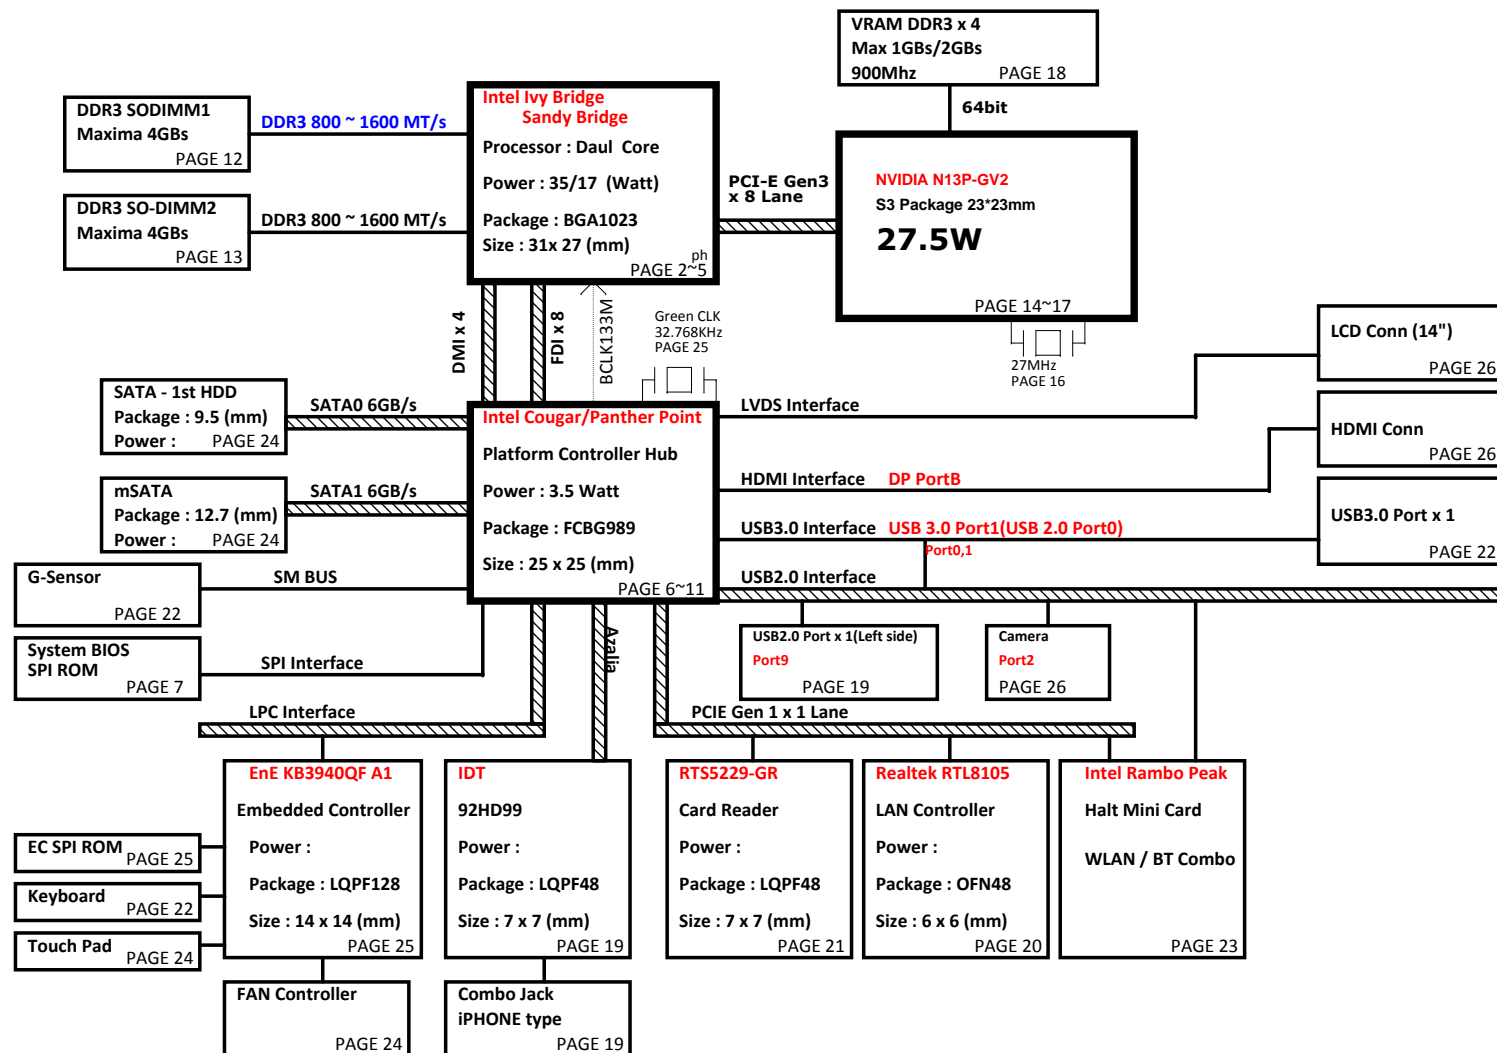 VRAM DDR3 x 4
Max 1GBs/2GBs
900Mhz PAGE 18
64bit
DDR3 SODIMM1
Maxima 4GBs
PAGE 12
DDR3 800 ~ 1600 MT/s
DDR3 SO-DIMM2
Maxima 4GBs
PAGE 13
DDR3 800 ~ 1600 MT/s
Intel Ivy Bridge
Sandy Bridge
Processor : Daul Core
Power : 35/17 (Watt)
Package : BGA1023
Size : 31x 27 (mm)
ph
PAGE 2~5
PCI-E Gen3
x 8 Lane
NVIDIA N13P-GV2
S3 Package 23*23mm
27.5W
PAGE 14~17
27MHz
PAGE 16
DMI x 4
FDI x 8
BCLK133M
Green CLK
32.768KHz
PAGE 25
LCD Conn (14")
PAGE 26
HDMI Conn
PAGE 26
USB3.0 Port x 1
PAGE 22
SATA - 1st HDD
Package : 9.5 (mm)
Power : PAGE 24
SATA0 6GB/s
mSATA
Package : 12.7 (mm)
Power : PAGE 24
SATA1 6GB/s
Intel Cougar/Panther Point
Platform Controller Hub
Power : 3.5 Watt
Package : FCBG989
Size : 25 x 25 (mm)
PAGE 6~11
LVDS Interface
HDMI Interface DP PortB
USB3.0 Interface USB 3.0 Port1(USB 2.0 Port0)
Port0,1
USB2.0 Interface
G-Sensor
PAGE 22
SM BUS
System BIOS
SPI ROM
PAGE 7
SPI Interface
Azalia
USB2.0 Port x 1(Left side)
Port9
PAGE 19
Camera
Port2
PAGE 26
LPC Interface
PCIE Gen 1 x 1 Lane
EnE KB3940QF A1
Embedded Controller
Power :
Package : LQPF128
Size : 14 x 14 (mm)
PAGE 25
IDT
92HD99
Power :
Package : LQPF48
Size : 7 x 7 (mm)
PAGE 19
RTS5229-GR
Card Reader
Power :
Package : LQPF48
Size : 7 x 7 (mm)
PAGE 21
Realtek RTL8105
LAN Controller
Power :
Package : OFN48
Size : 6 x 6 (mm)
PAGE 20
Intel Rambo Peak
Halt Mini Card
WLAN / BT Combo
PAGE 23
EC SPI ROM PAGE 25
Keyboard PAGE 22
Touch Pad PAGE 24
FAN Controller
PAGE 24
Combo Jack
iPHONE type
PAGE 19